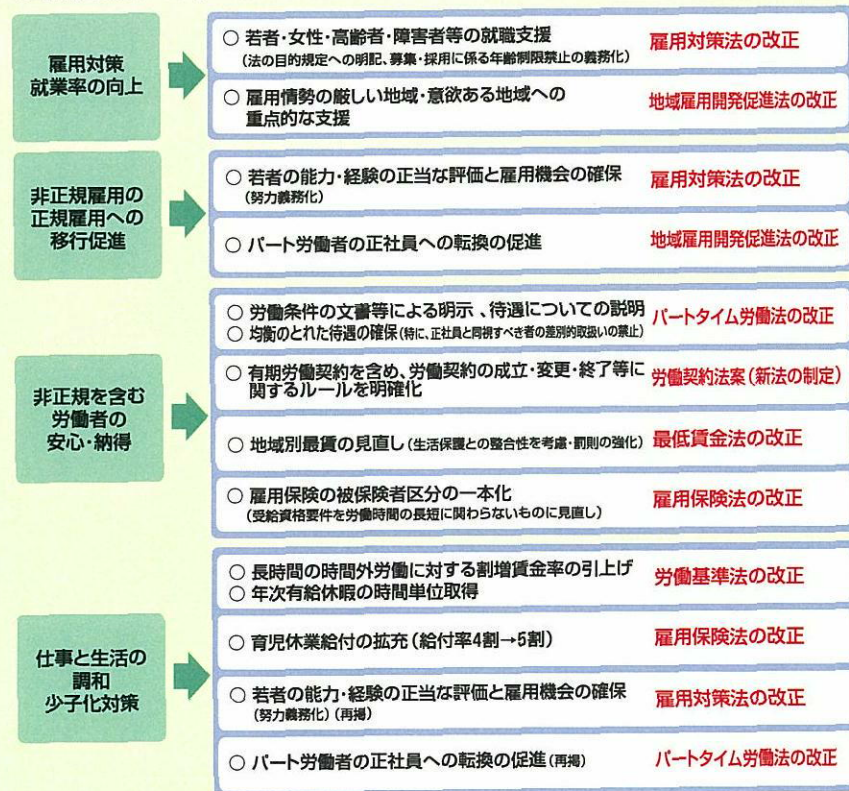 雇用対策
就業率の向上
○ 若者・女性・高齢者・障害者等の就職支援
(法の目的規定への明記、募集・採用に係る年齢制限禁止の義務化)
雇用対策法の改正
○ 雇用情勢の厳しい地域・意欲ある地域への
重点的な支援
地域雇用開発促進法の改正
非正規雇用の
正規雇用への
移行促進
○ 若者の能力・経験の正当な評価と雇用機会の確保
(努力義務化)
雇用対策法の改正
○ パート労働者の正社員への転換の促進
地域雇用開発促進法の改正
非正規を含む
労働者の
安心・納得
○ 労働条件の文書等による明示、待遇についての説明
○ 均衡のとれた待遇の確保(特に、正社員と同視すべき者の差別的取扱いの禁止)
パートタイム労働法の改正
○ 有期労働契約を含め、労働契約の成立・変更・終了等に
関するルールを明確化
労働契約法案(新法の制定)
○ 地域別最賃の見直し(生活保護との整合性を考慮・罰則の強化)
最低賃金法の改正
○ 雇用保険の被保険者区分の一本化
(受給資格要件を労働時間の長短に関わらないものに見直し)
雇用保険法の改正
仕事と生活の
調和
少子化対策
○ 長時間の時間外労働に対する割増賃金率の引上げ
○ 年次有給休暇の時間単位取得
労働基準法の改正
○ 育児休業給付の拡充(給付率4割→5割)
雇用保険法の改正
○ 若者の能力・経験の正当な評価と雇用機会の確保
(努力義務化)(再掲)
雇用対策法の改正
○ パート労働者の正社員への転換の促進(再掲)
パートタイム労働法の改正